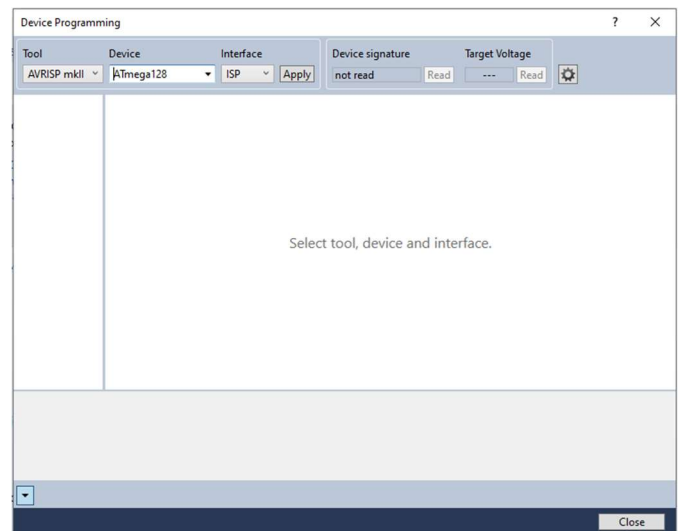 Device Programming
?
Tool Device Interface Device signature Target Voltage
AVRISP mkII ATmega128 ISP Apply not read Read --- Read
Select tool, device and interface.
Close